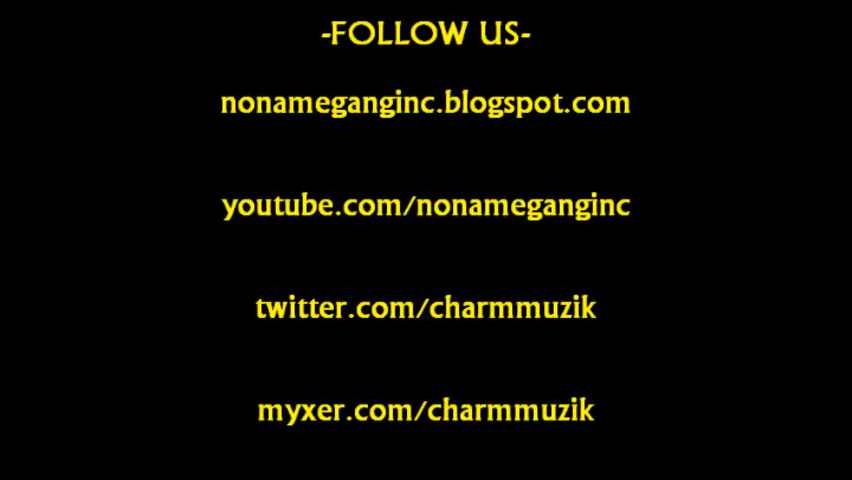 -FOLLOW US-
nonameganginc.blogspot.com
youtube.com/nonameganginc
twitter.com/charmmuzik
myxer.com/charmmuzik